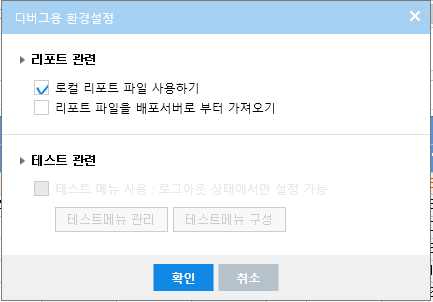 디버그용 환경설정
리포트 관련
로컬 리포트 파일 사용하기
리포트 파일을 배포서버로 부터 가져오기
테스트 관련
테스트 메뉴 사용 : 로그아웃 상태에서만 설정 가능
테스트메뉴 관리 테스트메뉴 구성
확인 취소